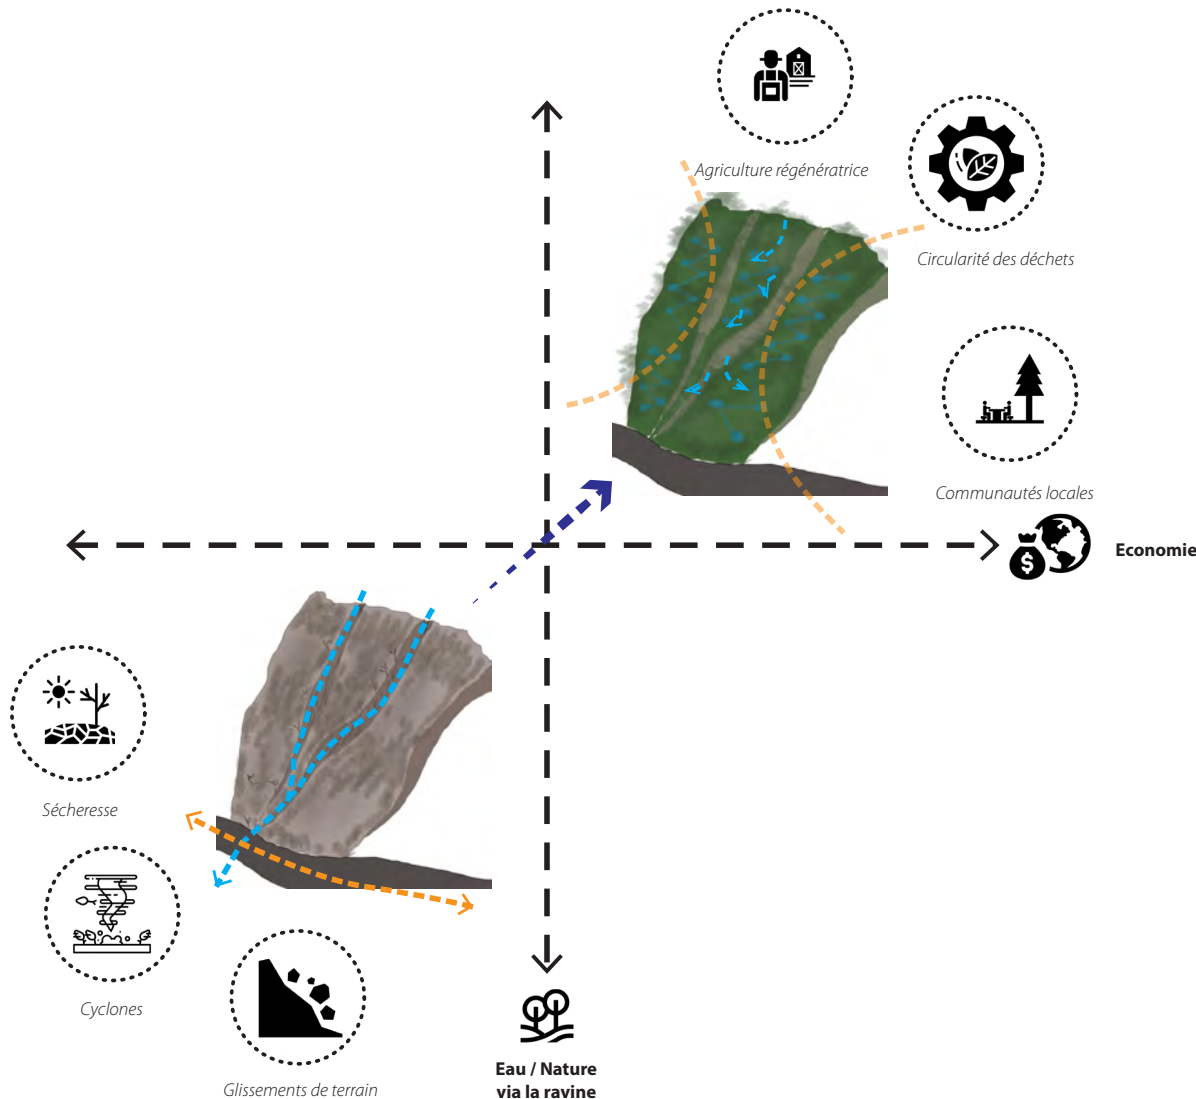 Agriculture régénératrice
Circularité des déchets
Communautés locales
$
Economie
Sécheresse
Cyclones
Glissements de terrain
Eau / Nature
via la ravine